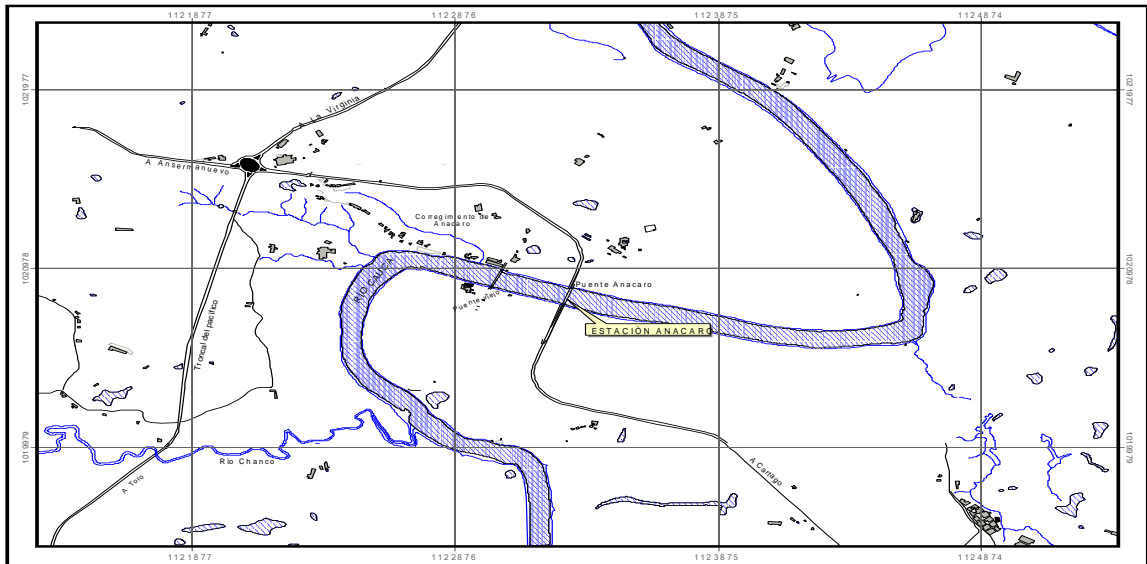 1121877 1122876 1123875 1124874
1021977
1021977
A La Virginia
A Ansermanuevo
Corregimiento de
Anacaro
RIO CAUCA
1020978
1020978
Puente Viejo
Puente Anacaro
Troncal del pacifico
ESTACIÓN ANACARO
1019979
1019979
Rio Chanco
A Toro
A Cartago
1121877 1122876 1123875 1124874